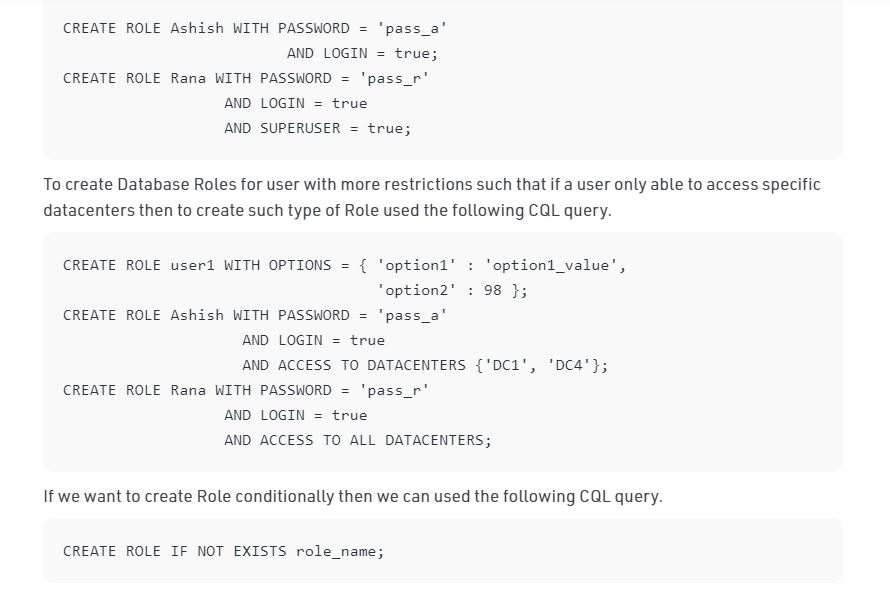 CREATE ROLE Ashish WITH PASSWORD = 'pass_a'
AND LOGIN = true;
CREATE ROLE Rana WITH PASSWORD = 'pass_r'
AND LOGIN = true
AND SUPERUSER = true;
To create Database Roles for user with more restrictions such that if a user only able to access specific
datacenters then to create such type of Role used the following CQL query.
CREATE ROLE user1 WITH OPTIONS = { 'option1' : 'option1_value',
'option2' : 98 };
CREATE ROLE Ashish WITH PASSWORD = 'pass_a'
AND LOGIN = true
AND ACCESS TO DATACENTERS {'DC1', 'DC4'};
CREATE ROLE Rana WITH PASSWORD = 'pass_r'
AND LOGIN = true
AND ACCESS TO ALL DATACENTERS;
If we want to create Role conditionally then we can used the following CQL query.
CREATE ROLE IF NOT EXISTS role_name;